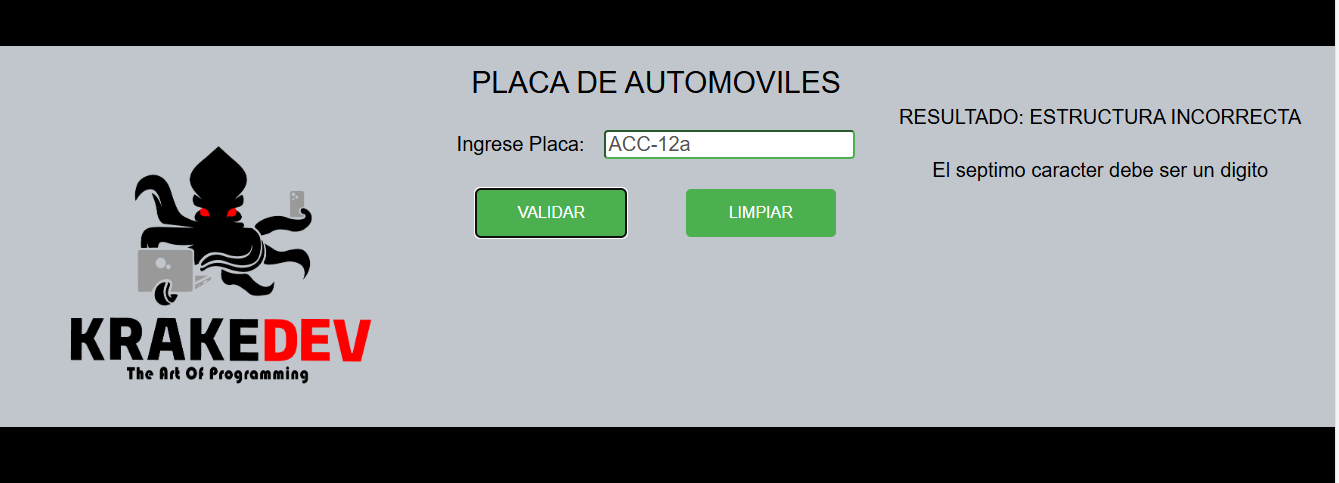 PLACA DE AUTOMOVILES
Ingrese Placa: ACC-12a
VALIDAR LIMPIAR
RESULTADO: ESTRUCTURA INCORRECTA
El septimo caracter debe ser un digito
KRAKEDEV
The Art Of Programming